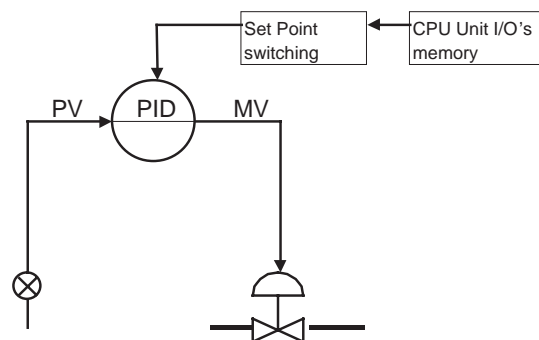 Set Point
switching
CPU Unit I/O's
memory
PV
PID
MV